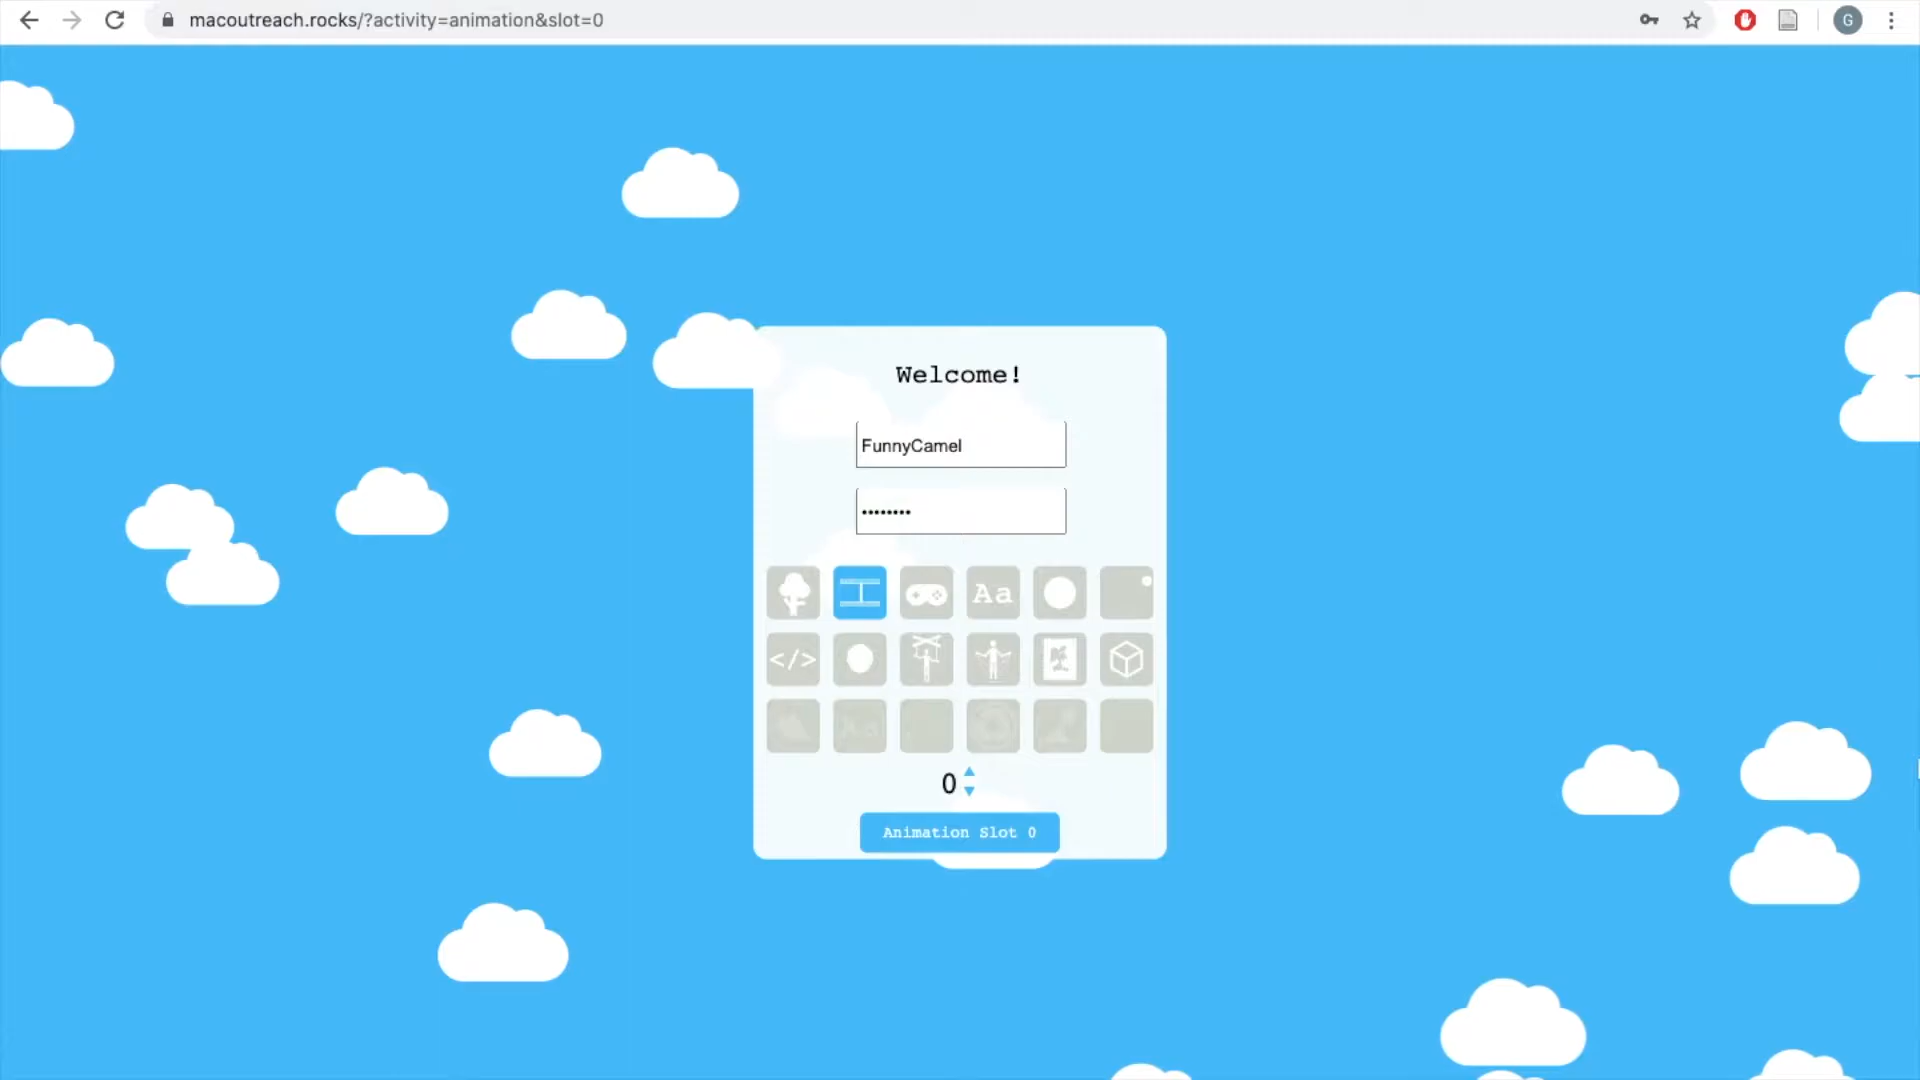 macoutreach.rocks/?activity=animation&slot=0
G
Welcome!
FunnyCamel
••••••••
Aa
</>
0
Animation Slot 0